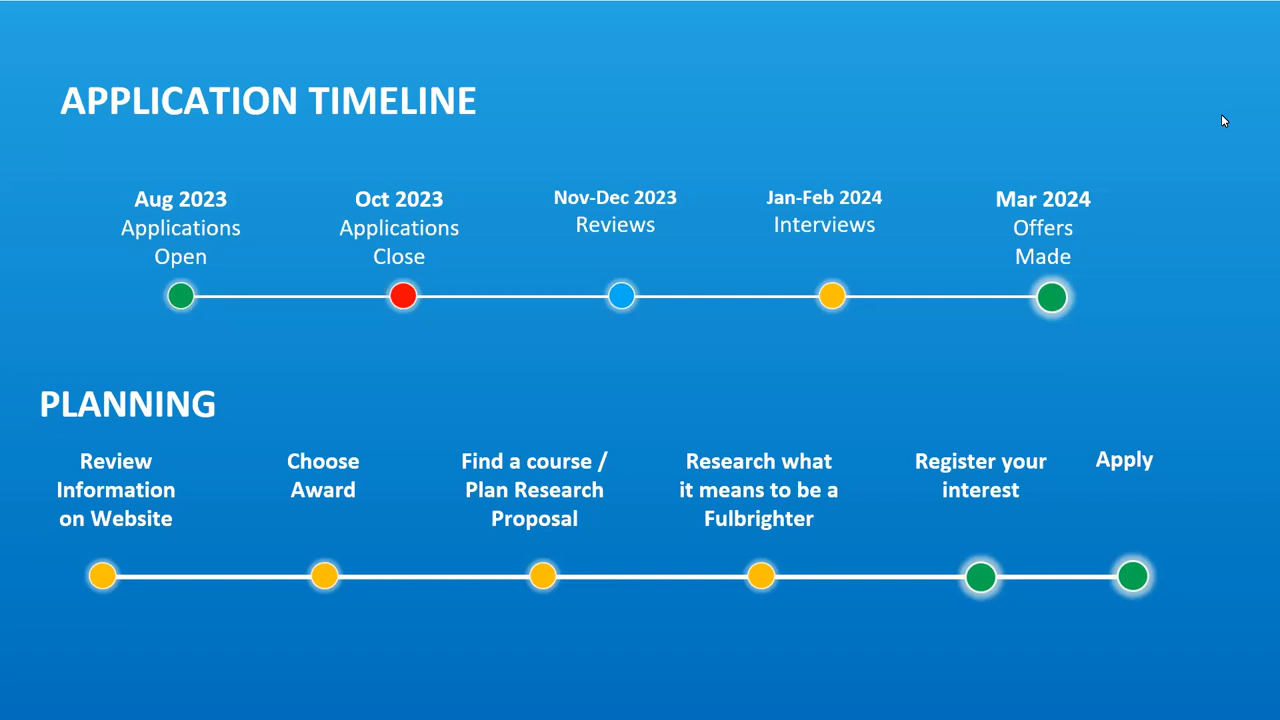 APPLICATION TIMELINE
Aug 2023
Applications
Open
Oct 2023
Applications
Close
Nov-Dec 2023
Reviews
Jan-Feb 2024
Interviews
Mar 2024
Offers
Made
PLANNING
Review
Information
on Website
Choose
Award
Find a course /
Plan Research
Proposal
Research what
it means to be a
Fulbrighter
Register your
interest
Apply